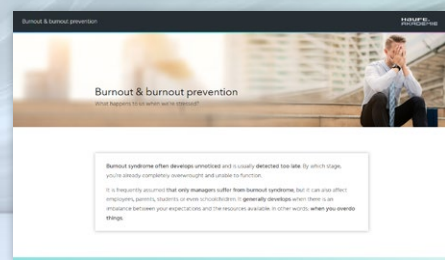 Burnout & burnout prevention
HAUFE.
AKADEMIE
Burnout & burnout prevention
What happens to us when we're stressed?
Burnout syndrome often develops unnoticed and is usually detected too late. By which stage,
you're already completely overwrought and unable to function.
It is frequently assumed that only managers suffer from burnout syndrome, but it can also affect
employees, parents, students or even schoolchildren. It generally develops when there is an
imbalance between your expectations and the resources available. In other words, when you overdo
things.